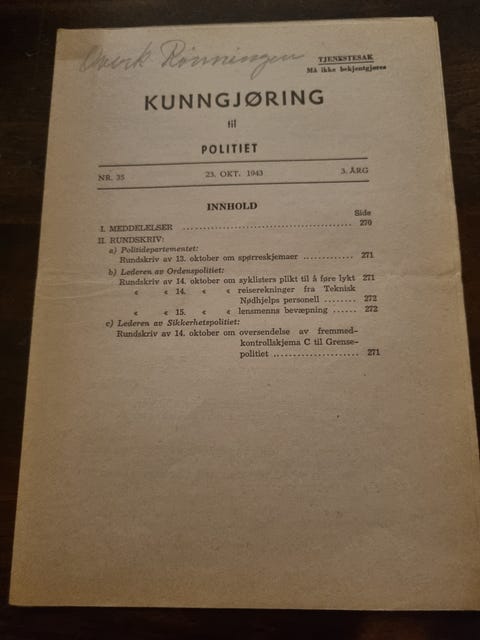 Rønningen
TJENESTESAK
Må ikke bekjentgjøres
KUNNGJØRING
til
POLITIET
NR. 35 23. OKT. 1943 3. ÅRG
INNHOLD
Side
I. MEDDELELSER .................................................. 270
II. RUNDSKRIV:
a) Politidepartementet:
Rundskriv av 13. oktober om spørreskjemaer ............. 271
b) Lederen av Ordenspolitiet:
Rundskriv av 14. oktober om syklisters plikt til å føre lykt 271
« « 14. « « reiserekninger fra Teknisk
Nødhjelps personell ........ 272
« « 15. « « lensmenns bevæpning ...... 272
c) Lederen av Sikkerhetspolitiet:
Rundskriv av 14. oktober om oversendelse av fremmed-
kontrollskjema C til Grense-
politiet ..................... 271